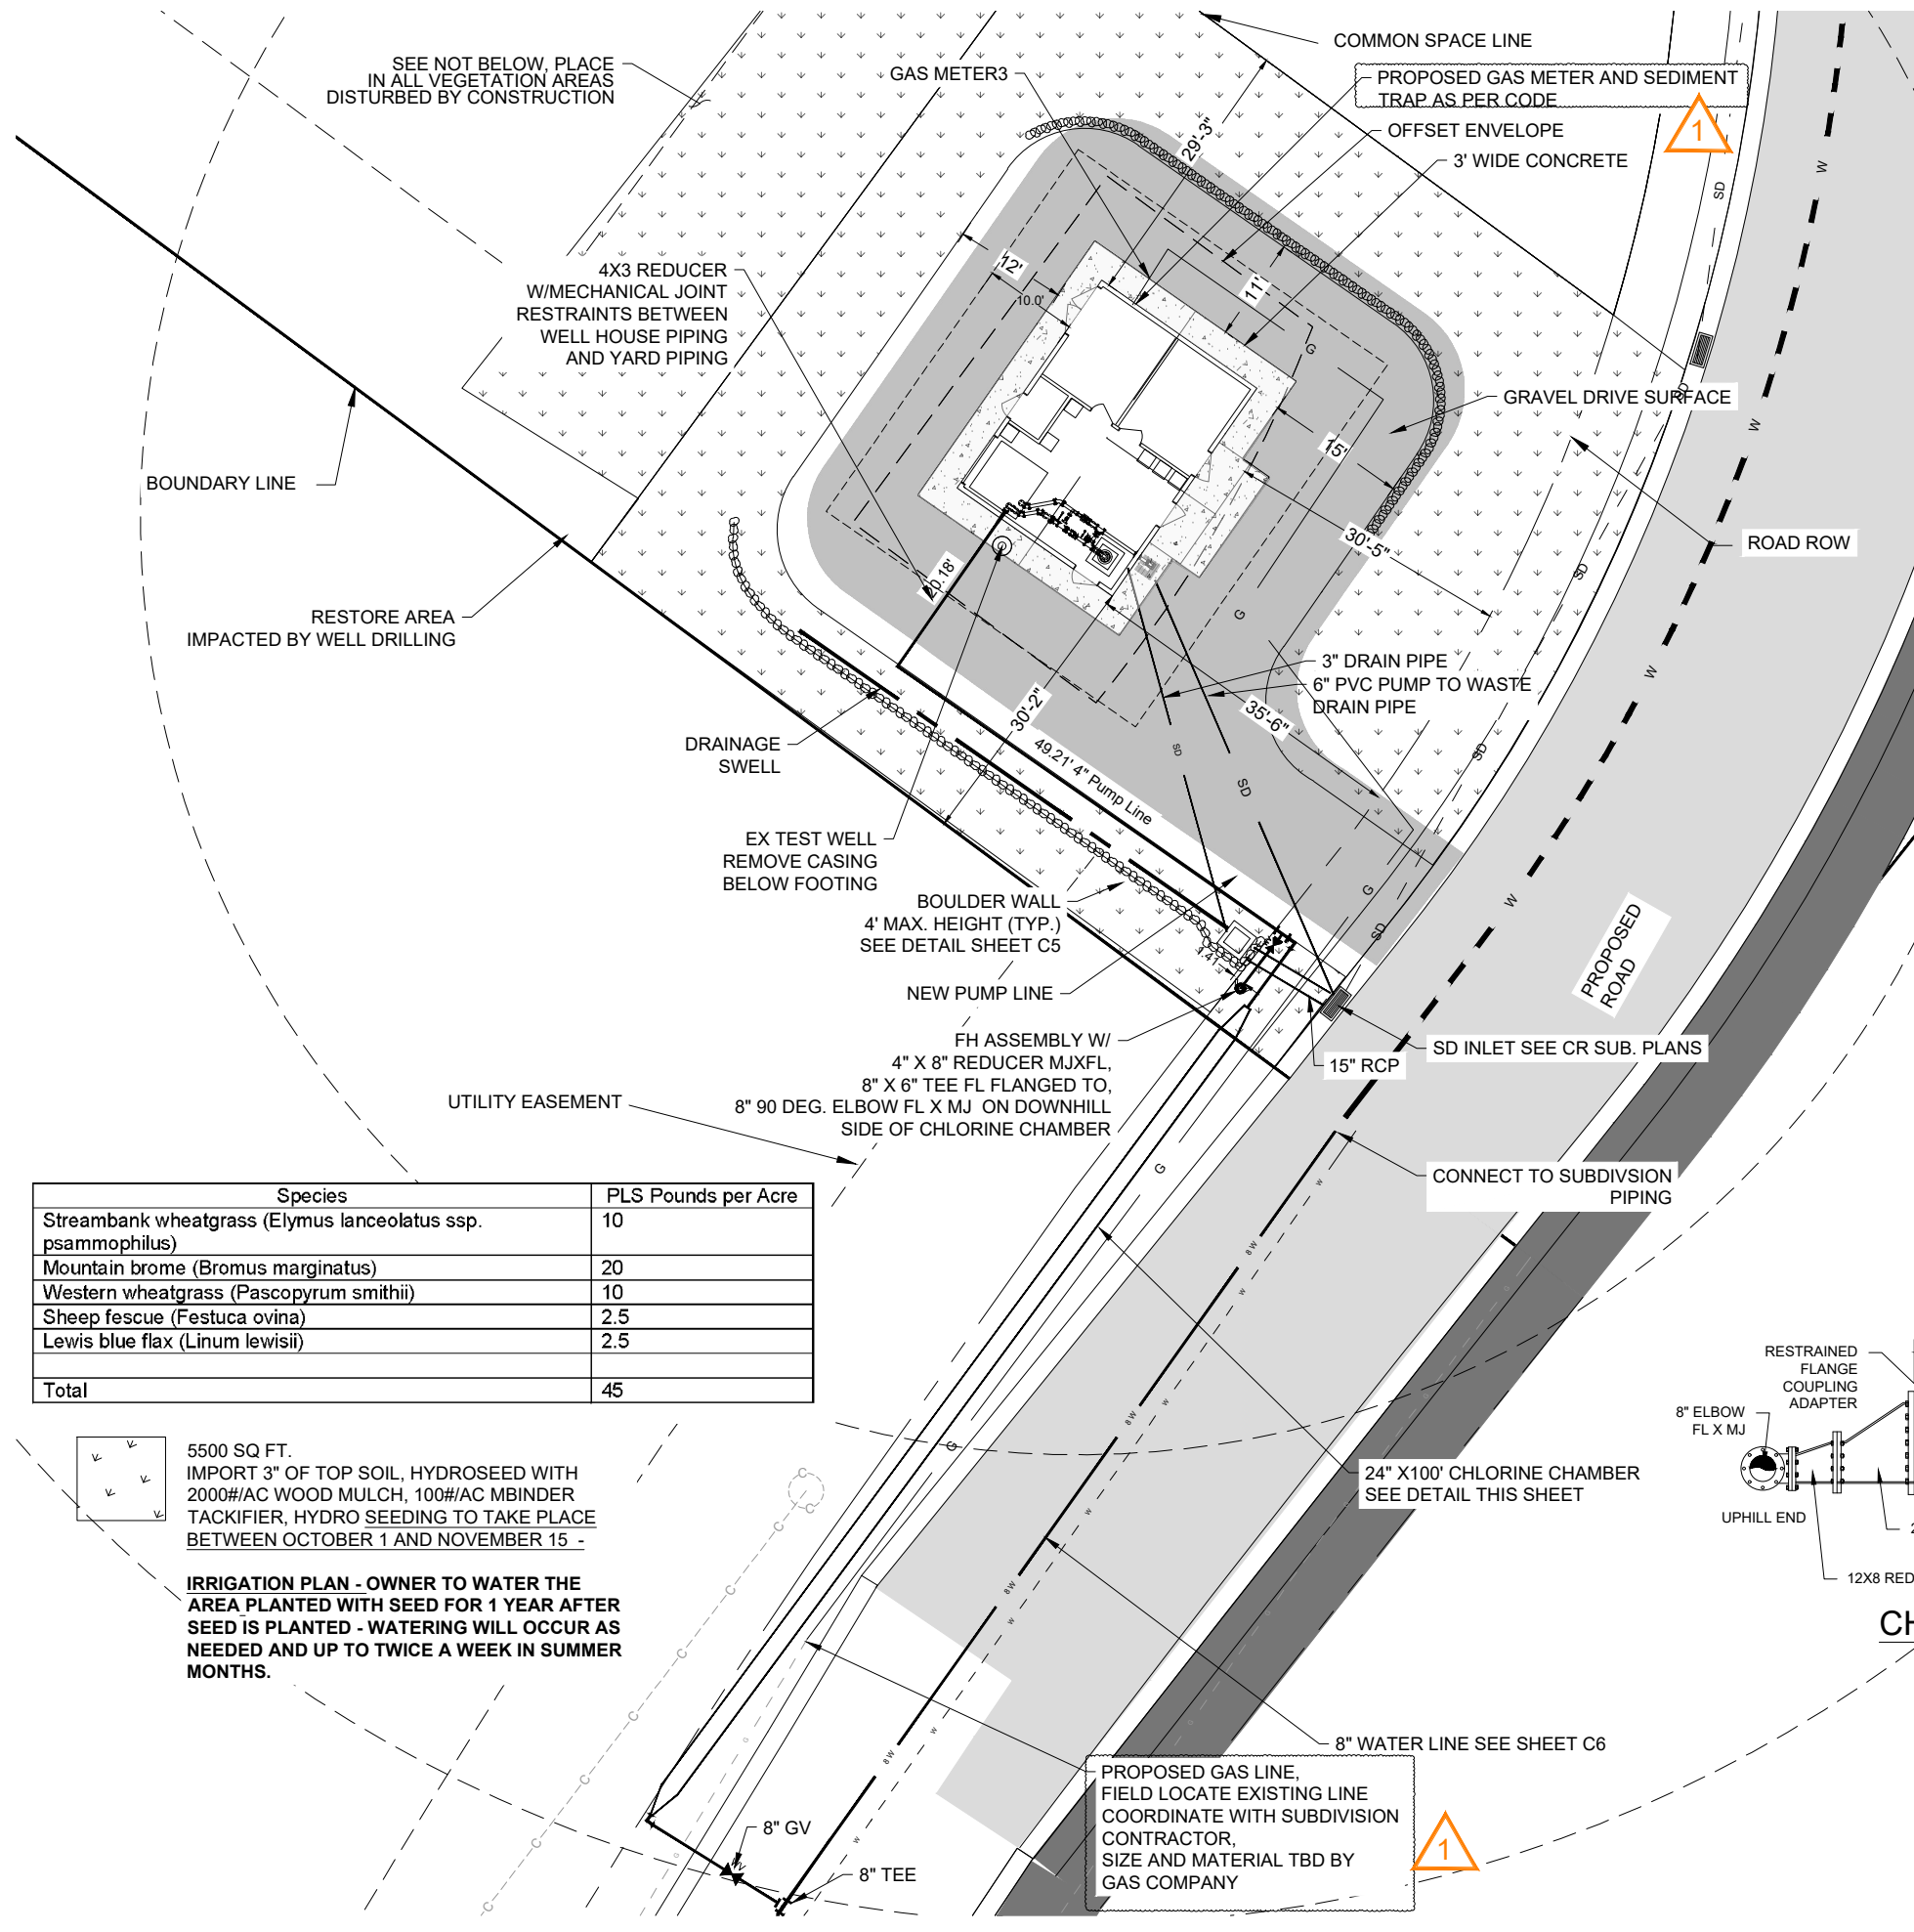 COMMON SPACE LINE
SEE NOT BELOW, PLACE
IN ALL VEGETATION AREAS
DISTURBED BY CONSTRUCTION
GAS METER3
PROPOSED GAS METER AND SEDIMENT
TRAP AS PER CODE
1
OFFSET ENVELOPE
3' WIDE CONCRETE
29'-3"
W
SD
12'
10.0'
11'
4X3 REDUCER
W/MECHANICAL JOINT
RESTRAINTS BETWEEN
WELL HOUSE PIPING
AND YARD PIPING
G
GRAVEL DRIVE SURFACE
W
15'
BOUNDARY LINE
30'-5"
ROAD ROW
SD
20.18'
G
RESTORE AREA
IMPACTED BY WELL DRILLING
3" DRAIN PIPE
6" PVC PUMP TO WASTE
DRAIN PIPE
W
30'-2"
35'-6"
DRAINAGE
SWELL
SD
SD
SD
49.21' 4" Pump Line
EX TEST WELL
REMOVE CASING
BELOW FOOTING
G
W
BOULDER WALL
4' MAX. HEIGHT (TYP.)
SEE DETAIL SHEET C5
SD
1.41
PROPOSED
ROAD
NEW PUMP LINE
FH ASSEMBLY W/
4" X 8" REDUCER MJXFL,
8" X 6" TEE FL FLANGED TO,
8" 90 DEG. ELBOW FL X MJ ON DOWNHILL
SIDE OF CHLORINE CHAMBER
SD INLET SEE CR SUB. PLANS
15" RCP
UTILITY EASEMENT
CONNECT TO SUBDIVSION
PIPING
G
W
8W
W
Species PLS Pounds per Acre
Streambank wheatgrass (Elymus lanceolatus ssp. 10
psammophilus)
Mountain brome (Bromus marginatus) 20
Western wheatgrass (Pascopyrum smithii) 10
Sheep fescue (Festuca ovina) 2.5
Lewis blue flax (Linum lewisii) 2.5
Total 45
RESTRAINED
FLANGE
COUPLING
ADAPTER
8" ELBOW
FL X MJ
UPHILL END
12X8 RED
CH
8W
W
G
24" X100' CHLORINE CHAMBER
SEE DETAIL THIS SHEET
5500 SQ FT.
IMPORT 3" OF TOP SOIL, HYDROSEED WITH
2000#/AC WOOD MULCH, 100#/AC MBINDER
TACKIFIER, HYDRO SEEDING TO TAKE PLACE
BETWEEN OCTOBER 1 AND NOVEMBER 15 -
IRRIGATION PLAN - OWNER TO WATER THE
AREA PLANTED WITH SEED FOR 1 YEAR AFTER
SEED IS PLANTED - WATERING WILL OCCUR AS
NEEDED AND UP TO TWICE A WEEK IN SUMMER
MONTHS.
C
C
C
C
8W
W
C
C
8" WATER LINE SEE SHEET C6
8W
W
C
PROPOSED GAS LINE,
FIELD LOCATE EXISTING LINE
COORDINATE WITH SUBDIVISION
CONTRACTOR,
SIZE AND MATERIAL TBD BY
GAS COMPANY
1
8" GV
8" TEE
C
C